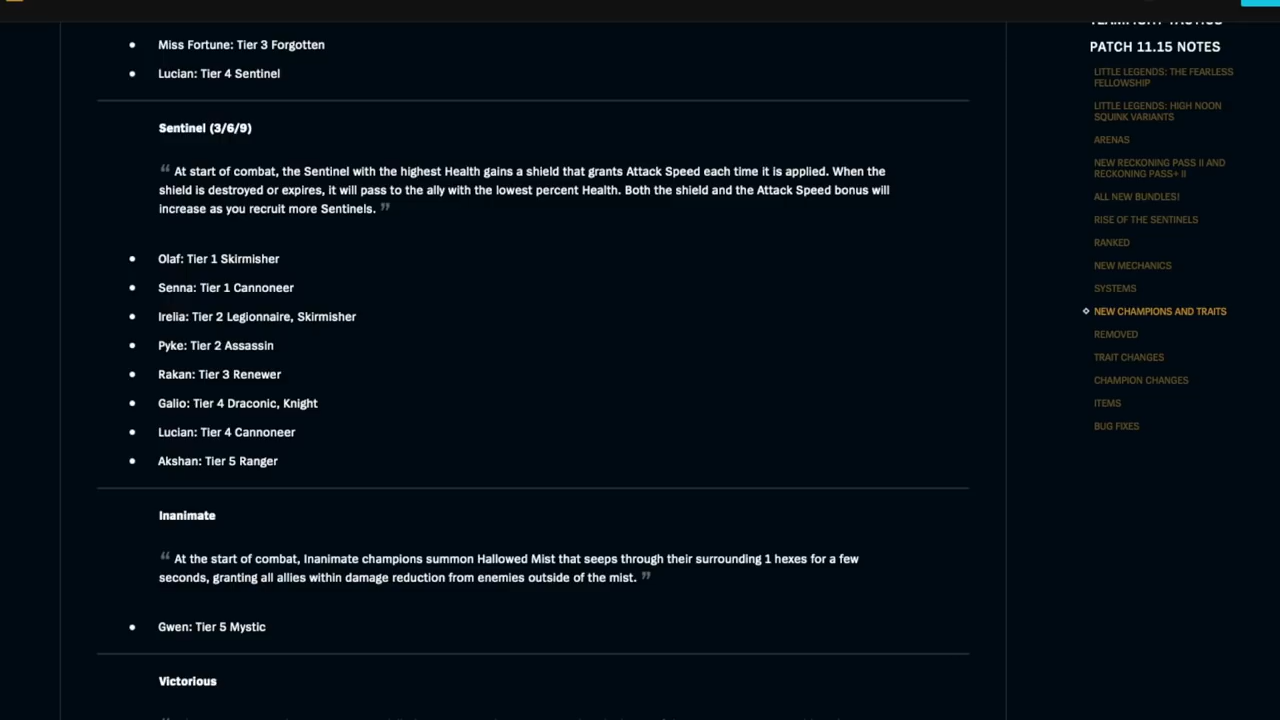 Miss Fortune: Tier 3 Forgotten
Lucian: Tier 4 Sentinel
Sentinel (3/6/9)
“ At start of combat, the Sentinel with the highest Health gains a shield that grants Attack Speed each time it is applied. When the
shield is destroyed or expires, it will pass to the ally with the lowest percent Health. Both the shield and the Attack Speed bonus will
increase as you recruit more Sentinels. ”
Olaf: Tier 1 Skirmisher
Senna: Tier 1 Cannoneer
Irelia: Tier 2 Legionnaire, Skirmisher
Pyke: Tier 2 Assassin
Rakan: Tier 3 Renewer
Galio: Tier 4 Draconic, Knight
Lucian: Tier 4 Cannoneer
Akshan: Tier 5 Ranger
Inanimate
“ At the start of combat, Inanimate champions summon Hallowed Mist that seeps through their surrounding 1 hexes for a few
seconds, granting all allies within damage reduction from enemies outside of the mist. ”
Gwen: Tier 5 Mystic
Victorious
TEAMFIGHT TACTICS
PATCH 11.15 NOTES
LITTLE LEGENDS: THE FEARLESS
FELLOWSHIP
LITTLE LEGENDS: HIGH NOON
SQUINK VARIANTS
ARENAS
NEW RECKONING PASS II AND
RECKONING PASS+ II
ALL NEW BUNDLES!
RISE OF THE SENTINELS
RANKED
NEW MECHANICS
SYSTEMS
NEW CHAMPIONS AND TRAITS
REMOVED
TRAIT CHANGES
CHAMPION CHANGES
ITEMS
BUG FIXES